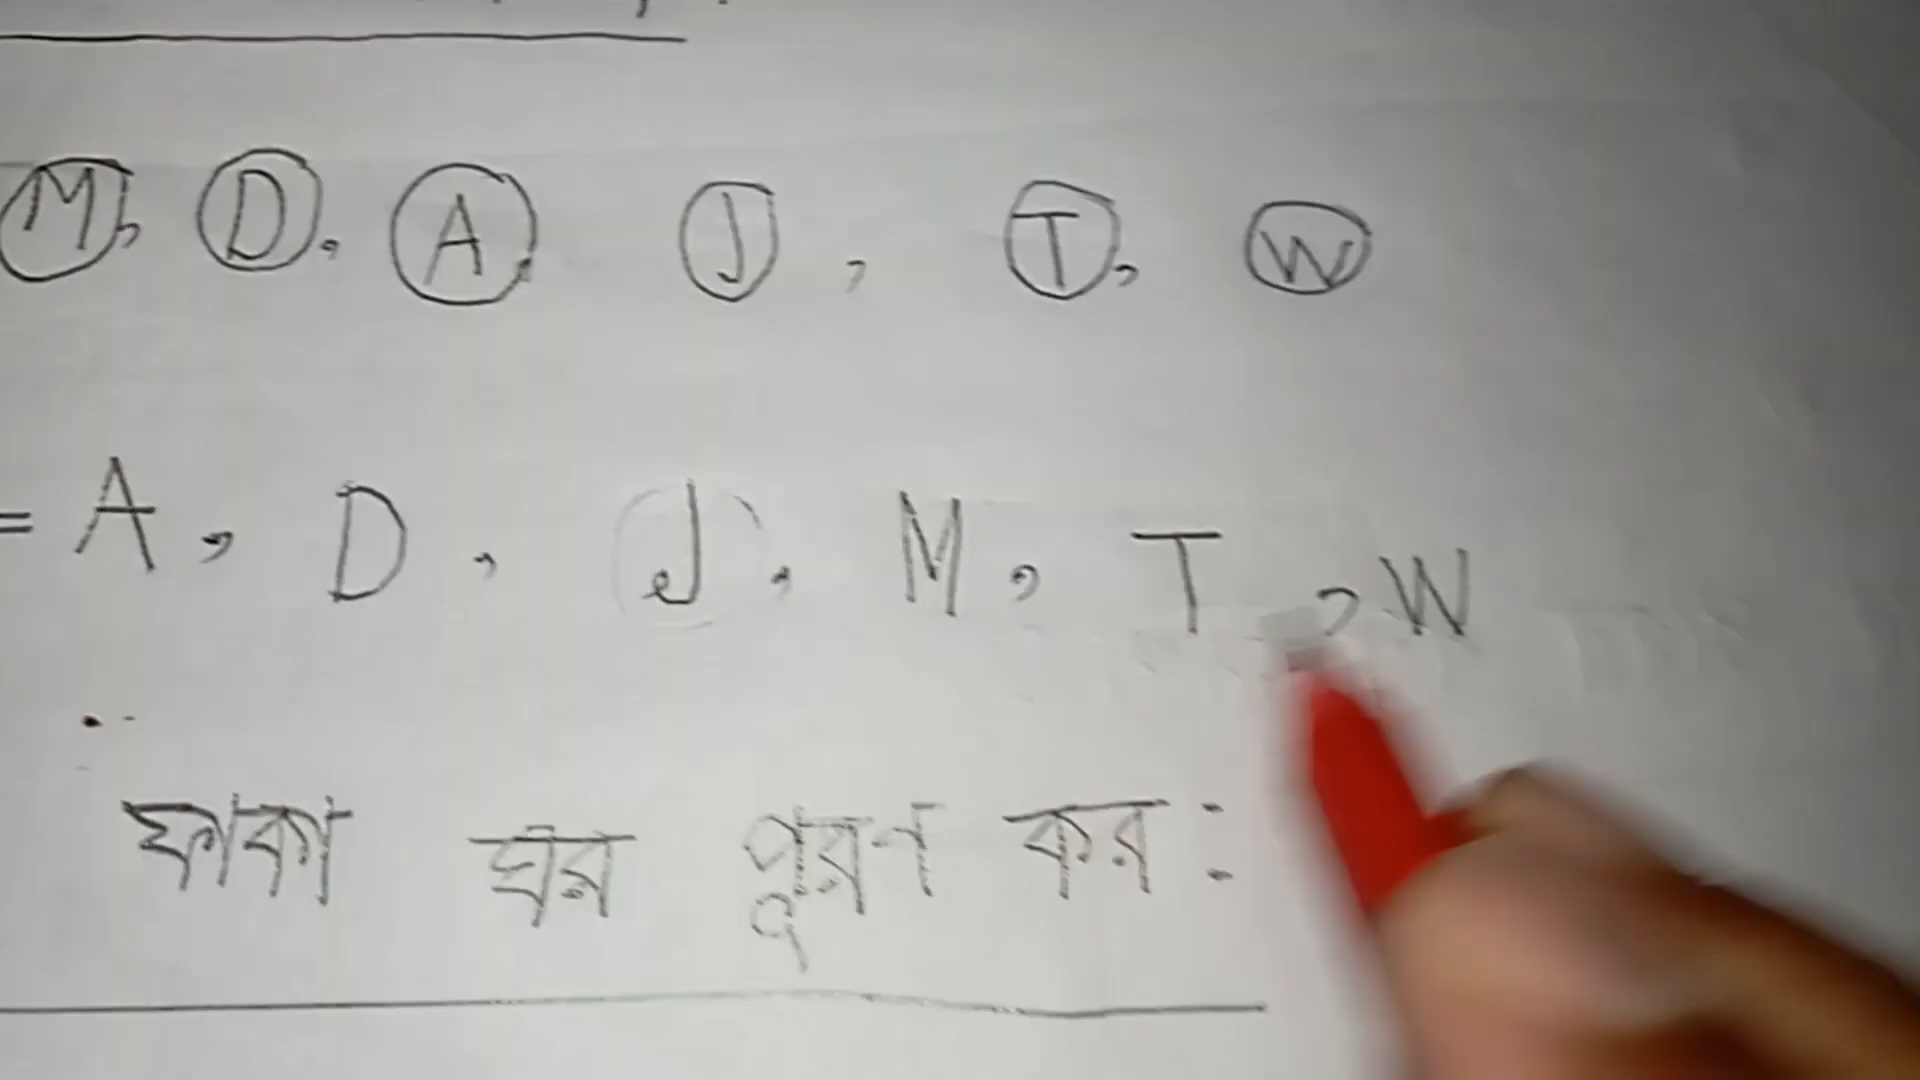 M, D, A, J, T, W
= A, D, J, M, T, W
ফাকা ঘর পূরণ কর: